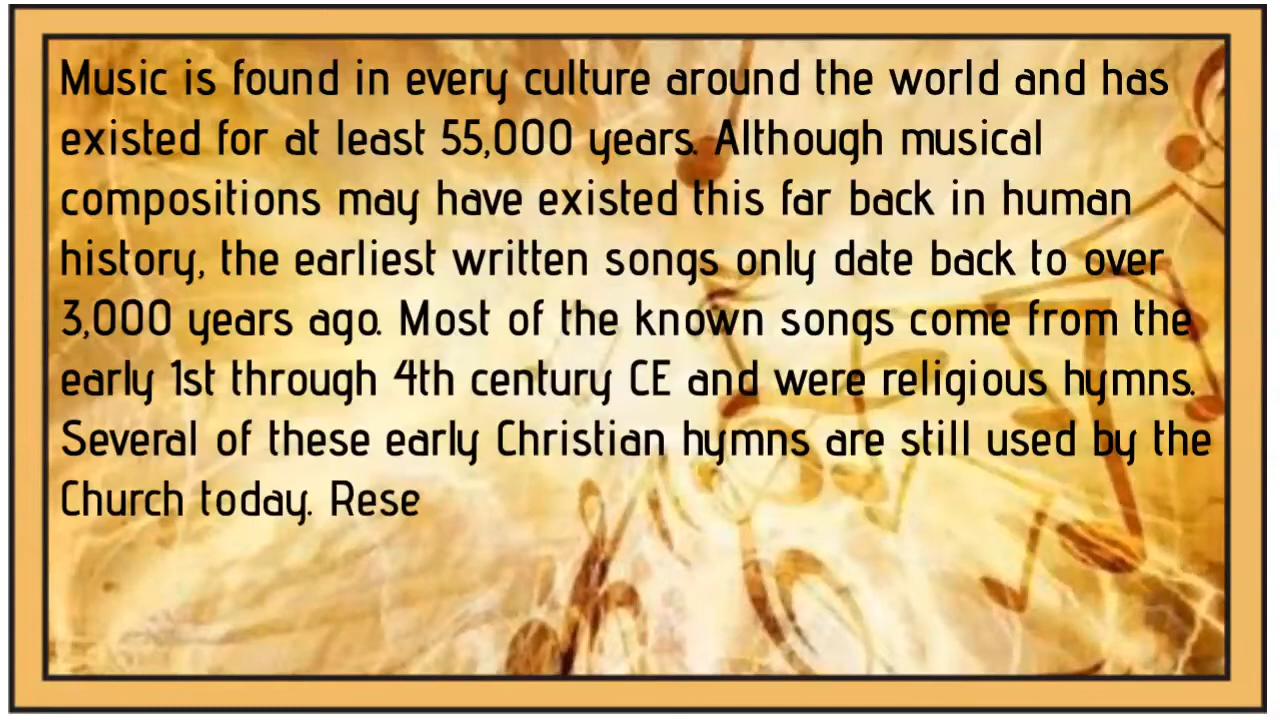 Music is found in every culture around the world and has
existed for at least 55,000 years. Although musical
compositions may have existed this far back in human
history, the earliest written songs only date back to over
3,000 years ago. Most of the known songs come from the
early 1st through 4th century CE and were religious hymns.
Several of these early Christian hymns are still used by the
Church today. Rese